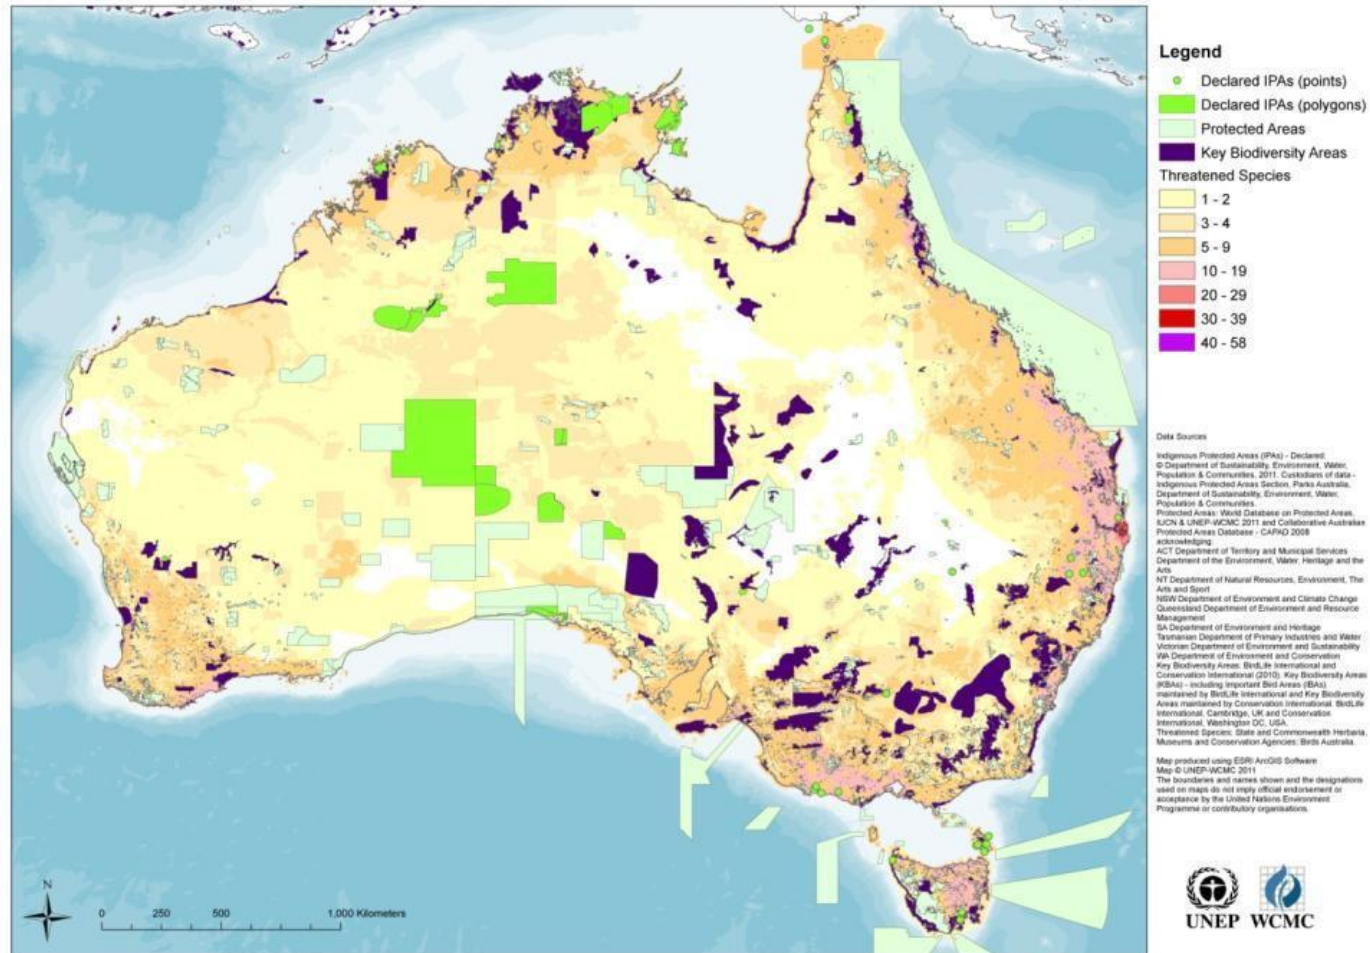 Legend
Declared IPAs (points)
Declared IPAs (polygons)
Protected Areas
Key Biodiversity Areas
Threatened Species
1 - 2
3 - 4
5 - 9
10 - 19
20 - 29
30 - 39
40 - 58
Data Sources
Indigenous Protected Areas (IPAs) - Declared:
© Department of Sustainability, Environment, Water,
Population & Communities, 2011. Custodians of data -
Indigenous Protected Areas Section, Parks Australia,
Department of Sustainability, Environment, Water,
Population & Communities.
Protected Areas: World Database on Protected Areas,
IUCN & UNEP-WCMC 2011 and Collaborative Australian
Protected Areas Database - CAPAD 2008
acknowledging:
ACT Department of Territory and Municipal Services
Department of the Environment, Water, Heritage and the
Arts
NT Department of Natural Resources, Environment, The
Arts and Sport
NSW Department of Environment and Climate Change
Queensland Department of Environment and Resource
Management
SA Department of Environment and Heritage
Tasmanian Department of Primary Industries and Water
Victorian Department of Environment and Sustainability
WA Department of Environment and Conservation
Key Biodiversity Areas: BirdLife International and
Conservation International (2010). Key Biodiversity Areas
(KBAs) - including Important Bird Areas (IBAs)
maintained by BirdLife International and Key Biodiversity
Areas maintained by Conservation International. BirdLife
International, Cambridge, UK and Conservation
International, Washington DC, USA.
Threatened Species: State and Commonwealth Herbaria,
Museums and Conservation Agencies; Birds Australia.
Map produced using ESRI ArcGIS Software
Map © UNEP-WCMC 2011
The boundaries and names shown and the designations
used on maps do not imply official endorsement or
acceptance by the United Nations Environment
Programme or contributory organisations.
N
0 250 500 1,000 Kilometers
UNEP WCMC